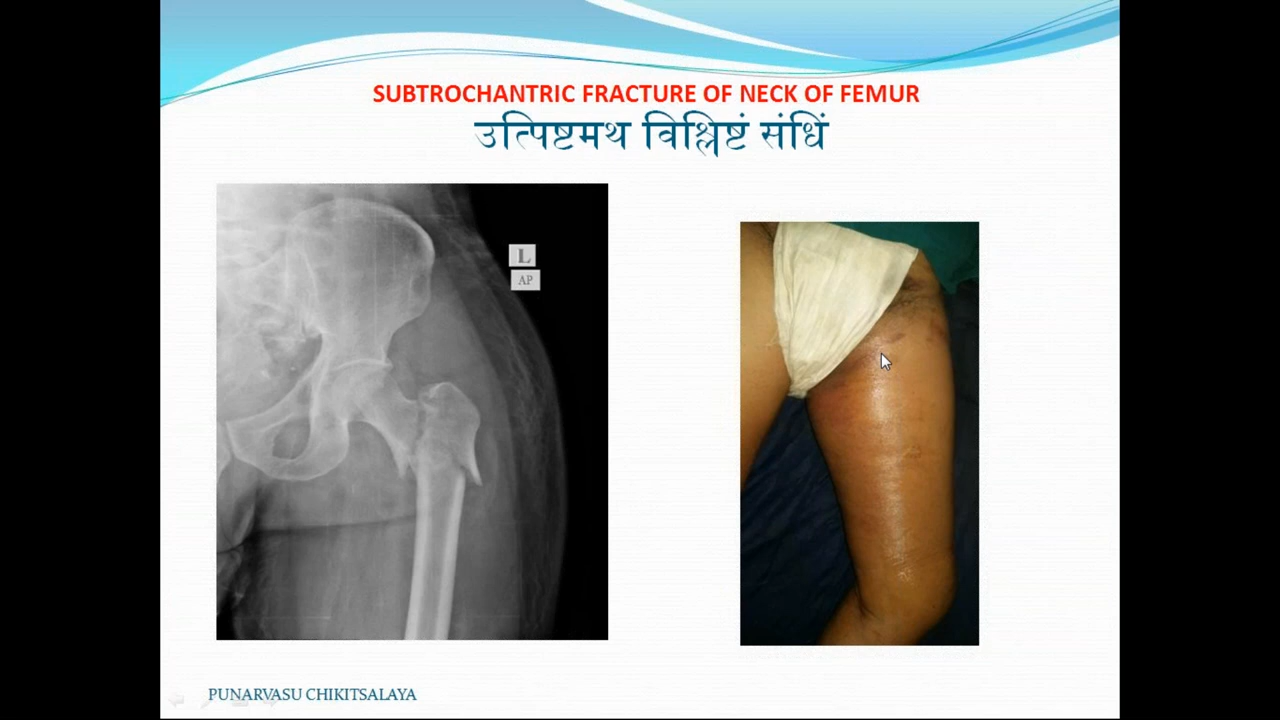 SUBTROCHANTRIC FRACTURE OF NECK OF FEMUR
उत्पिष्टमथ विश्लिष्टं संधिं
L
AP
PUNARVASU CHIKITSALAYA